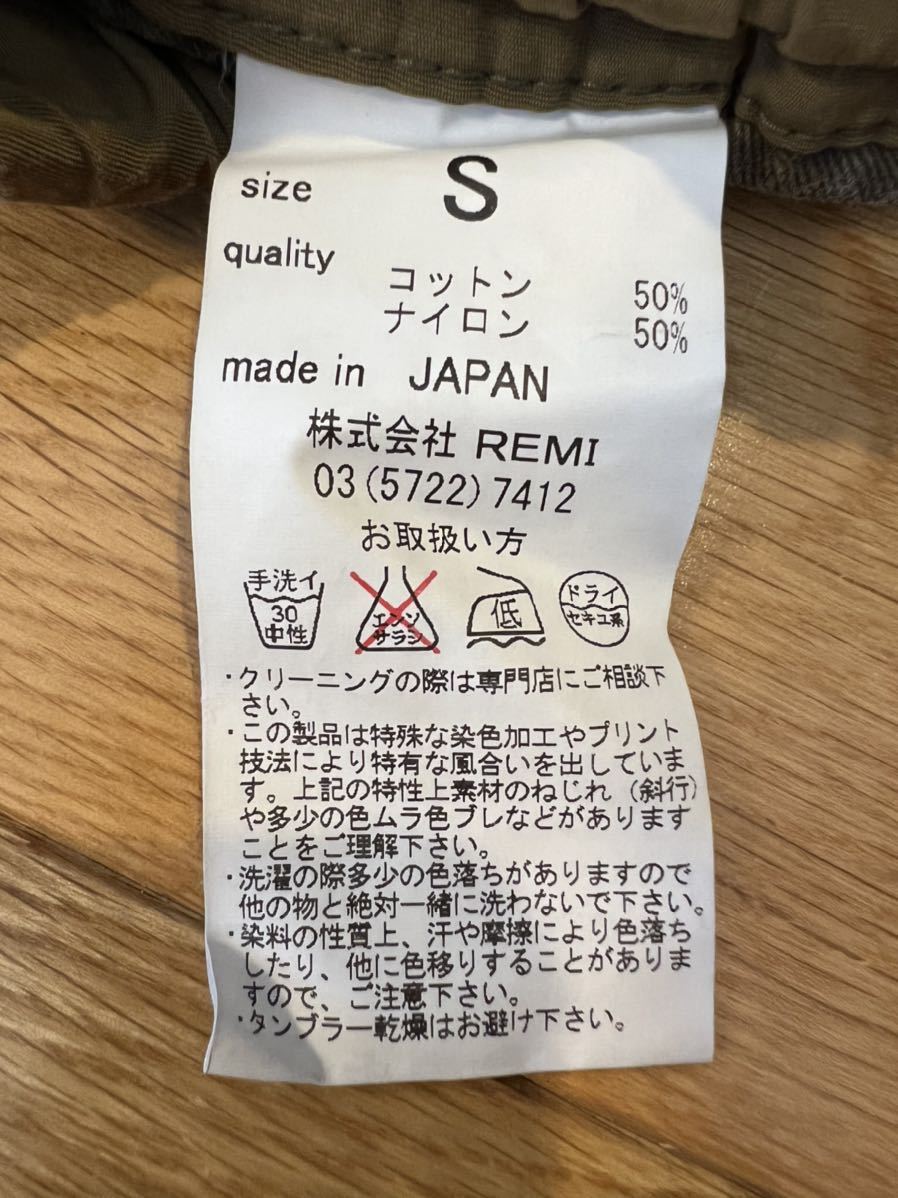 size S
quality
コットン 50%
ナイロン 50%
made in JAPAN
株式会社 REMI
03(5722)7412
お取扱い方
手洗イ 30 中性
エンソ サラシ
低
ドライ セキユ系
・クリーニングの際は専門店にご相談下
さい。
・この製品は特殊な染色加工やプリント
技法により特有な風合いを出していま
す。上記の特性上素材のねじれ（斜行）
や多少の色ムラ色ブレなどがあります
ことをご理解下さい。
・洗濯の際多少の色落ちがありますので
他の物と絶対一緒に洗わないで下さい。
・染料の性質上、汗や摩擦により色落ち
したり、他に色移りすることがありま
すので、ご注意下さい。
・タンブラー乾燥はお避け下さい。